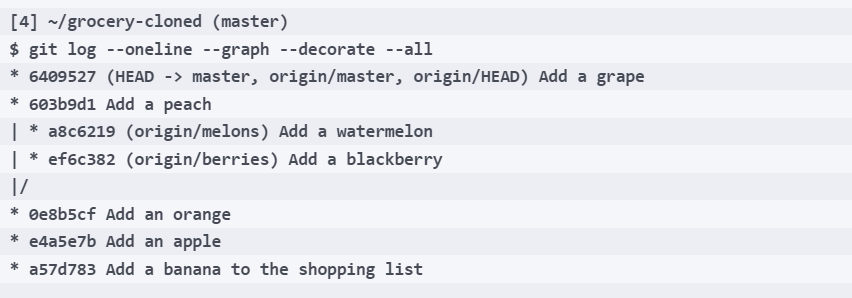 [4] ~/grocery-cloned (master)
$ git log --oneline --graph --decorate --all
* 6409527 (HEAD -> master, origin/master, origin/HEAD) Add a grape
* 603b9d1 Add a peach
| * a8c6219 (origin/melons) Add a watermelon
| * ef6c382 (origin/berries) Add a blackberry
|/
* 0e8b5cf Add an orange
* e4a5e7b Add an apple
* a57d783 Add a banana to the shopping list